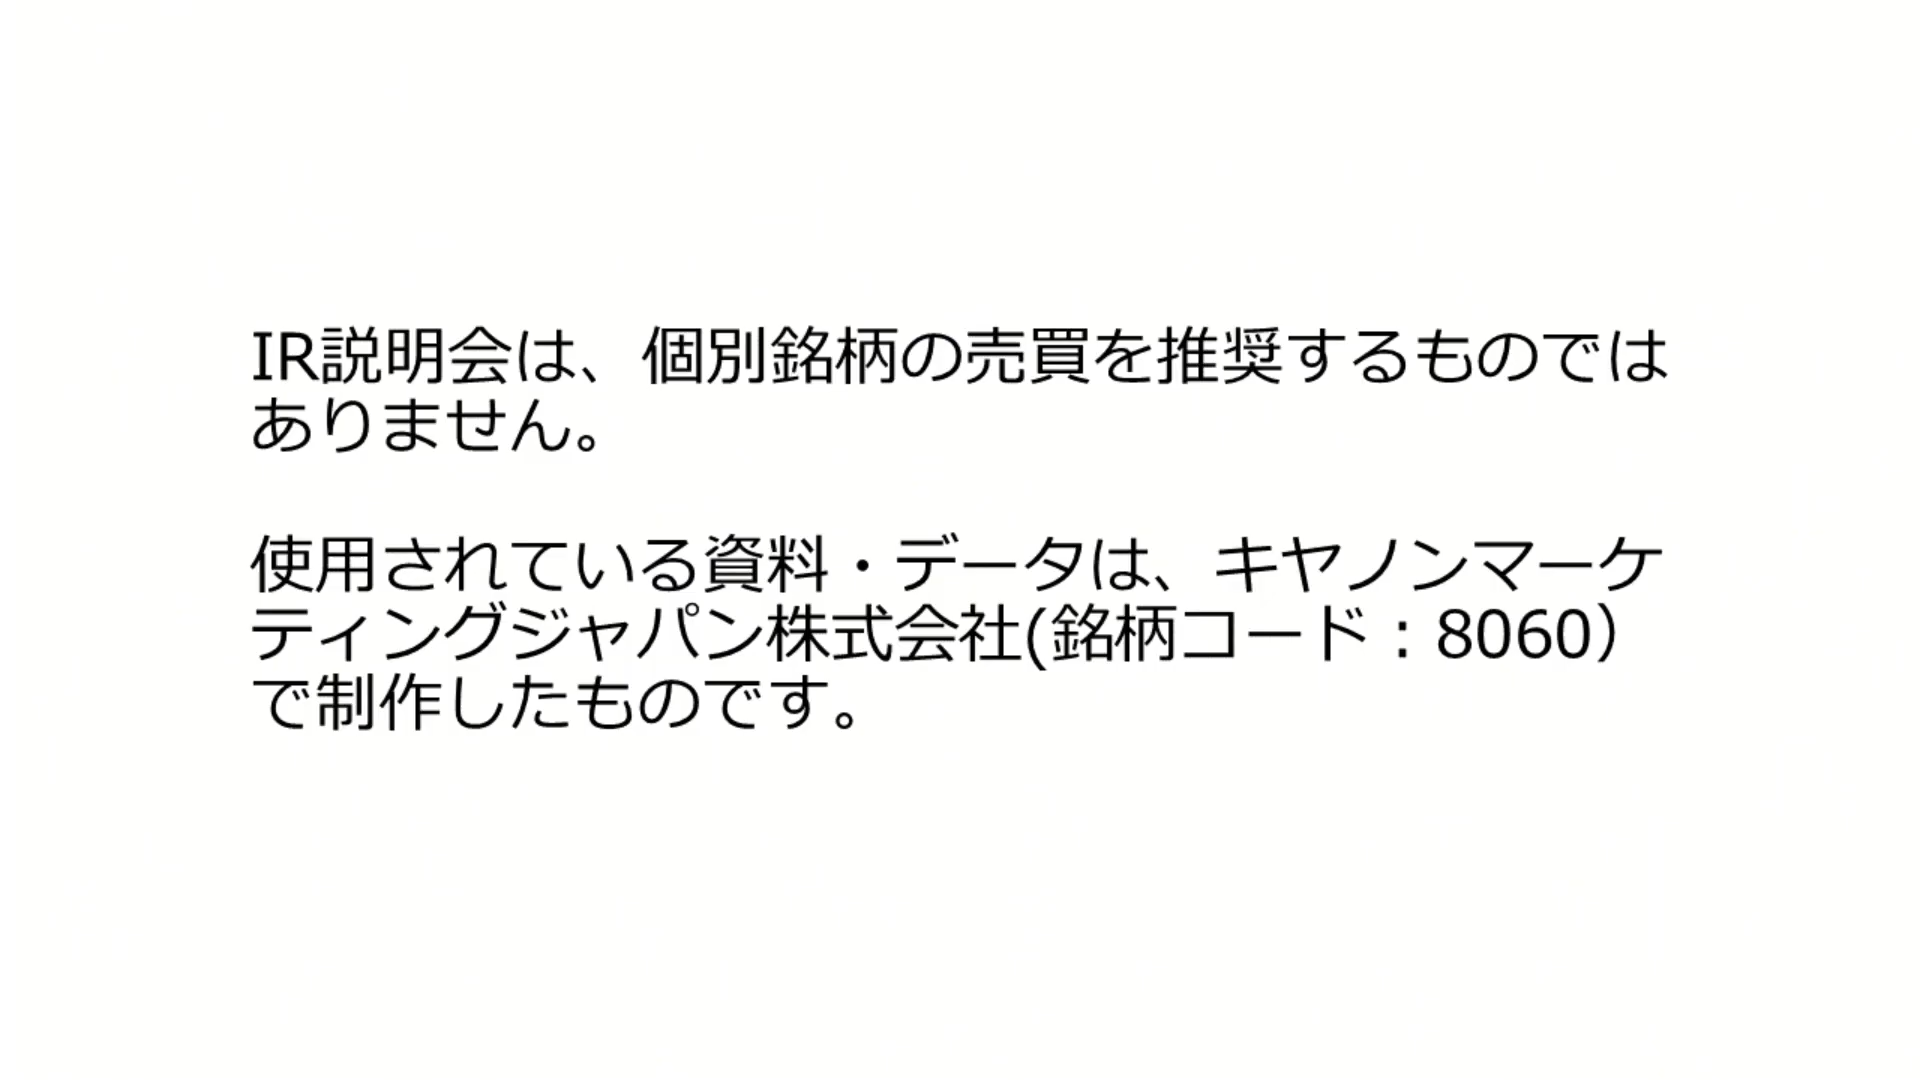 IR説明会は、個別銘柄の売買を推奨するものでは
ありません。
使用されている資料・データは、キヤノンマーケ
ティングジャパン株式会社(銘柄コード：8060）
で制作したものです。